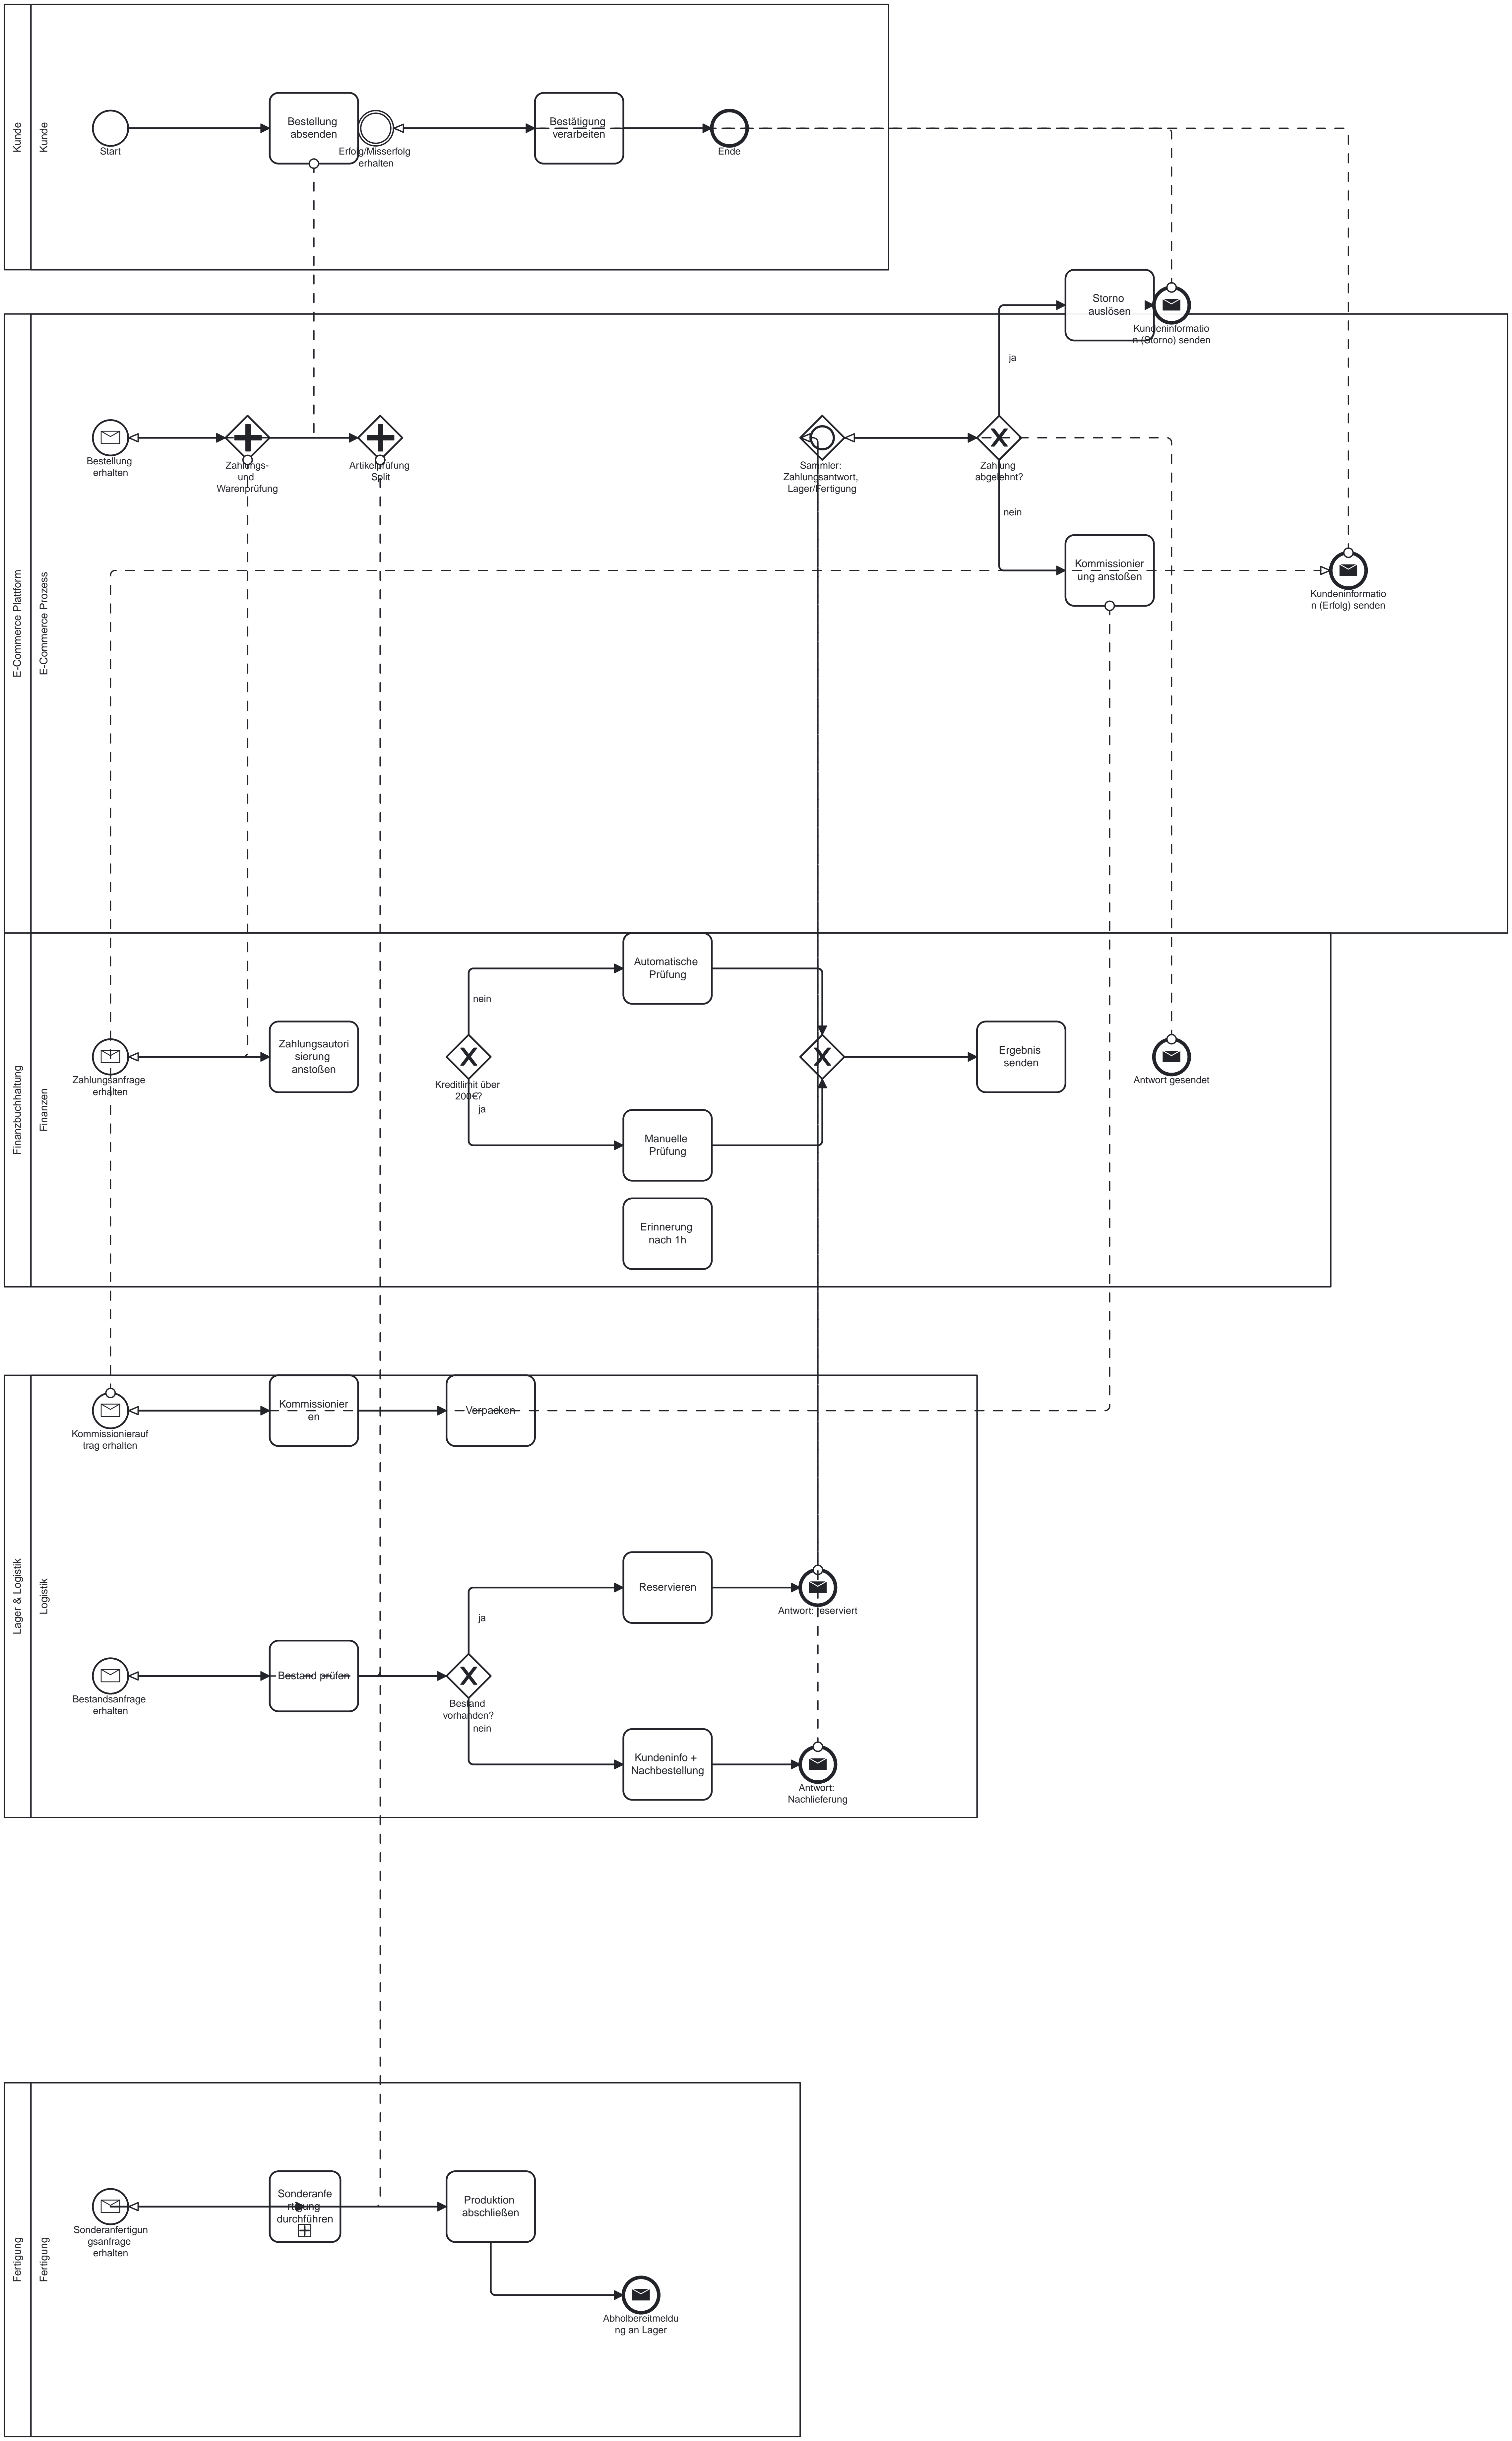 Kunde
Kunde
Start
Bestellung
absenden
Erfolg/Misserfolg
erhalten
Bestätigung
verarbeiten
Ende
E-Commerce Plattform
E-Commerce Prozess
Storno
auslösen
Kundeninformatio
n (Storno) senden
ja
Bestellung
erhalten
Zahlungs-
und
Warenprüfung
Artikelprüfung
Split
Sammler:
Zahlungsantwort,
Lager/Fertigung
Zahlung
abgelehnt?
nein
Kommissionier
ung anstoßen
Kundeninformatio
n (Erfolg) senden
Finanzbuchhaltung
Finanzen
Automatische
Prüfung
nein
Zahlungsanfrage
erhalten
Zahlungsautori
sierung
anstoßen
Kreditlimit über
200€?
ja
Ergebnis
senden
Antwort gesendet
Manuelle
Prüfung
Erinnerung
nach 1h
Lager & Logistik
Logistik
Kommissionierauf
trag erhalten
Kommissionier
en
Verpacken
Reservieren
Antwort: reserviert
ja
Bestandsanfrage
erhalten
Bestand prüfen
Bestand
vorhanden?
nein
Kundeninfo +
Nachbestellung
Antwort:
Nachlieferung
Fertigung
Fertigung
Sonderanfertigun
gsanfrage
erhalten
Sonderanfe
rtigung
durchführen
Produktion
abschließen
Abholbereitmeldu
ng an Lager